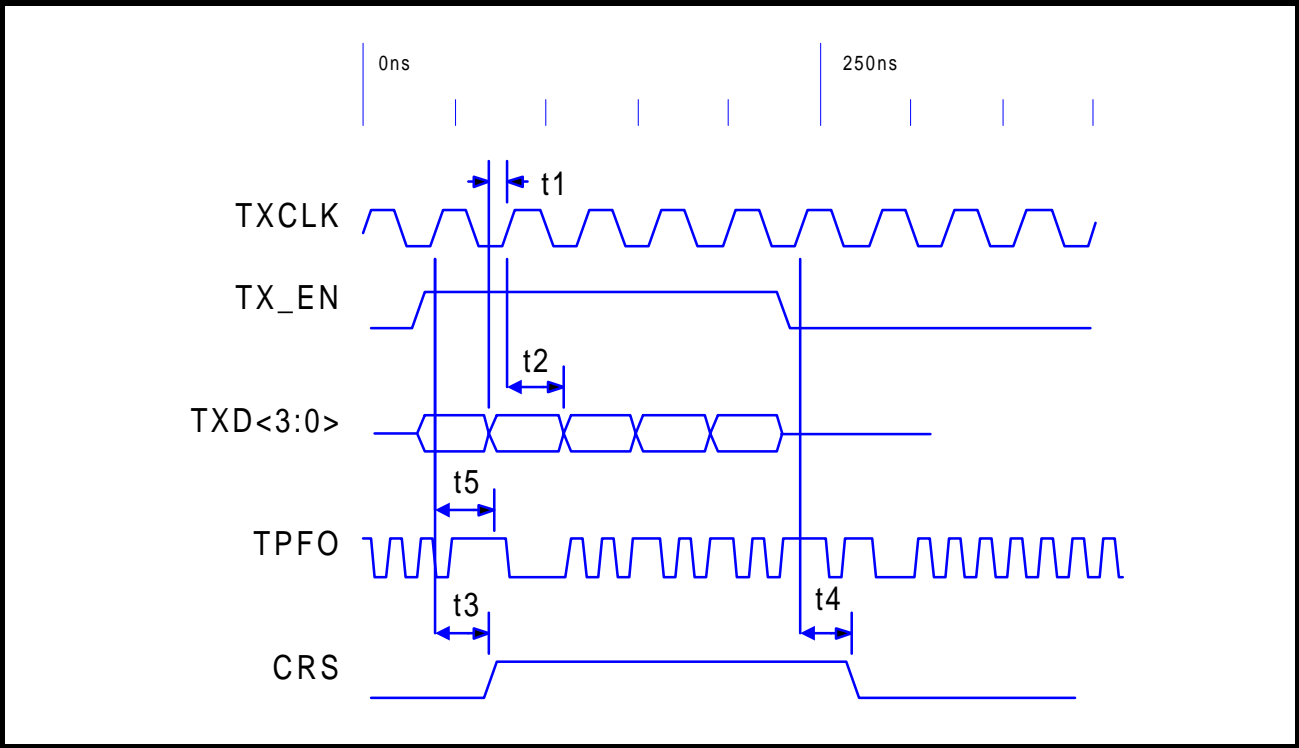 0ns 250ns
t1
TXCLK
TX_EN
t2
TXD<3:0>
t5
TPFO
t3 t4
CRS